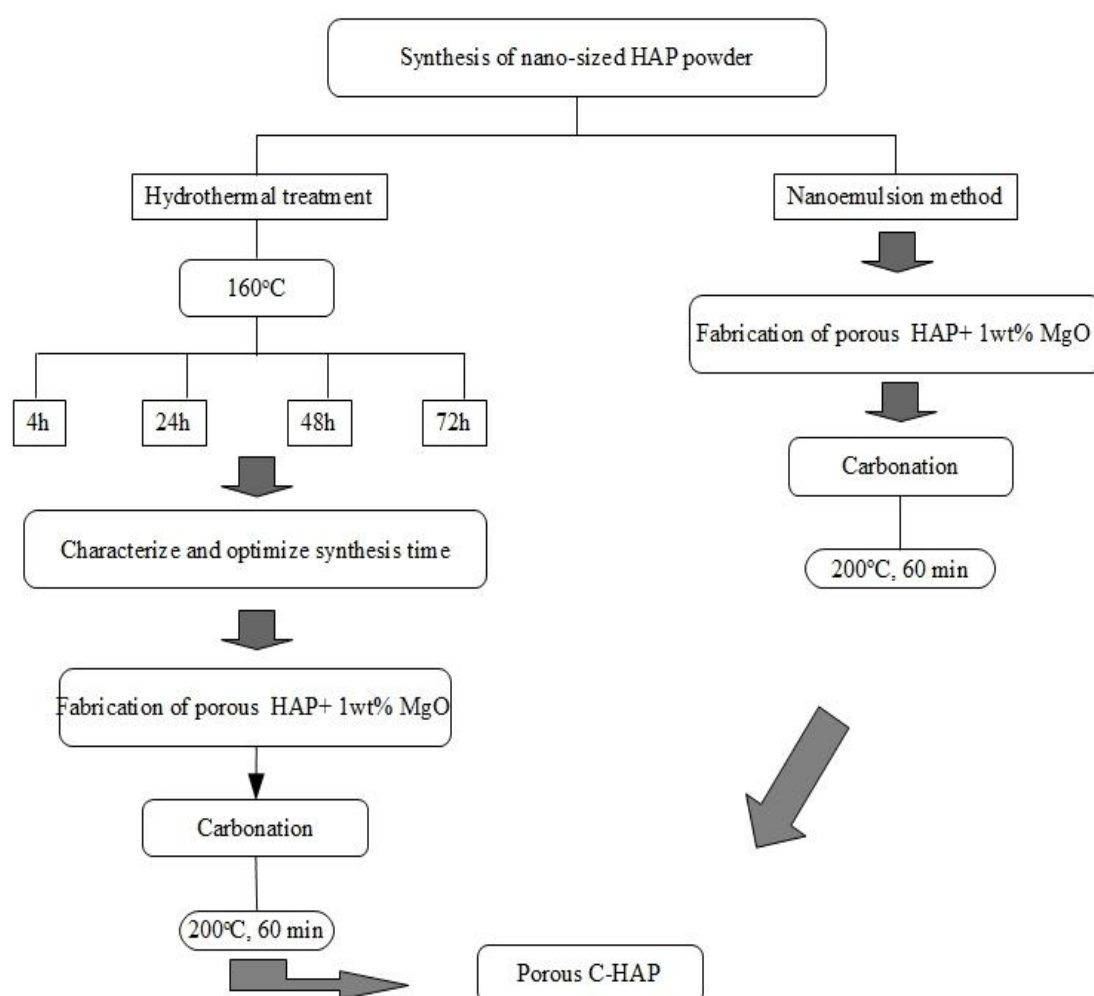 Synthesis of nano-sized HAP powder
Hydrothermal treatment
Nanoemulsion method
160°C
Fabrication of porous HAP+ 1wt% MgO
4h
24h
48h
72h
Carbonation
Characterize and optimize synthesis time
200°C, 60 min
Fabrication of porous HAP+ 1wt% MgO
Carbonation
200°C, 60 min
Porous C-HAP